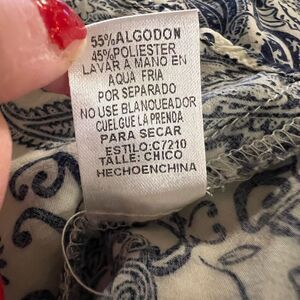 55%ALGODON
45%POLIESTER
LAVAR A MANO EN
AQUA FRIA
POR SEPARADO
NO USE BLANQUEADOR
CUELGUE LA PRENDA
PARA SECAR
ESTILO:C7210
TALLE: CHICO
HECHOENCHINA